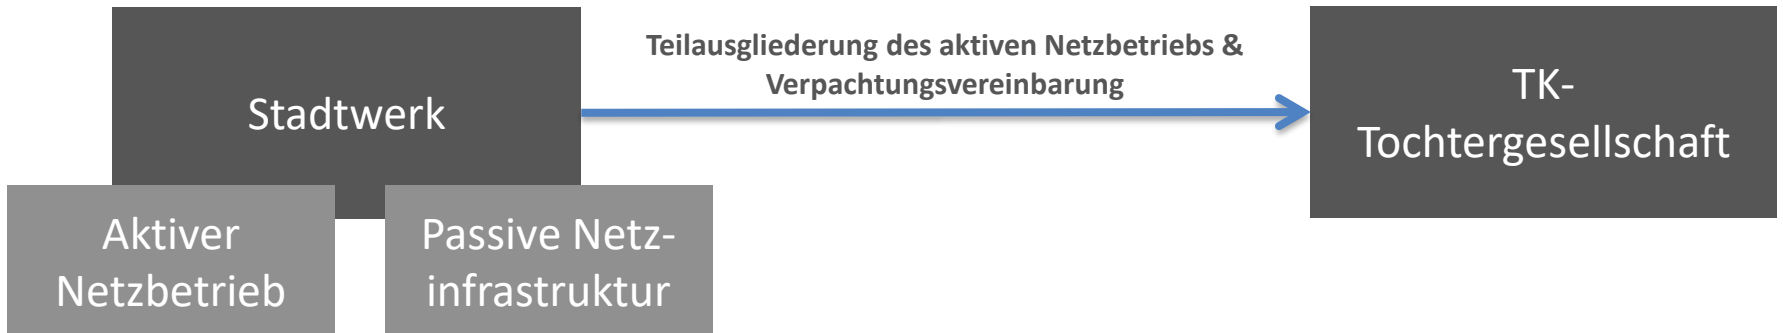 Stadtwerk
Teilausgliederung des aktiven Netzbetriebs &
Verpachtungsvereinbarung
TK-
Tochtergesellschaft
Aktiver
Netzbetrieb
Passive Netz-
infrastruktur